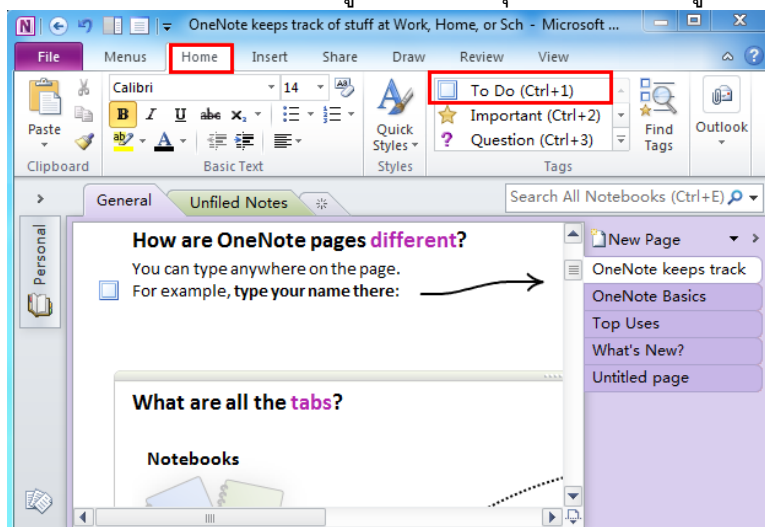 OneNote keeps track of stuff at Work, Home, or Sch - Microsoft ...
File Menus Home Insert Share Draw Review View
Calibri 14
To Do (Ctrl+1)
B I U abc x₂
Important (Ctrl+2)
Paste
Quick Styles
Question (Ctrl+3)
Find Tags
Outlook
Clipboard Basic Text Styles Tags
General Unfiled Notes
Search All Notebooks (Ctrl+E)
Personal
How are OneNote pages different?
New Page
You can type anywhere on the page.
OneNote keeps track
For example, type your name there:
OneNote Basics
Top Uses
What's New?
Untitled page
What are all the tabs?
Notebooks